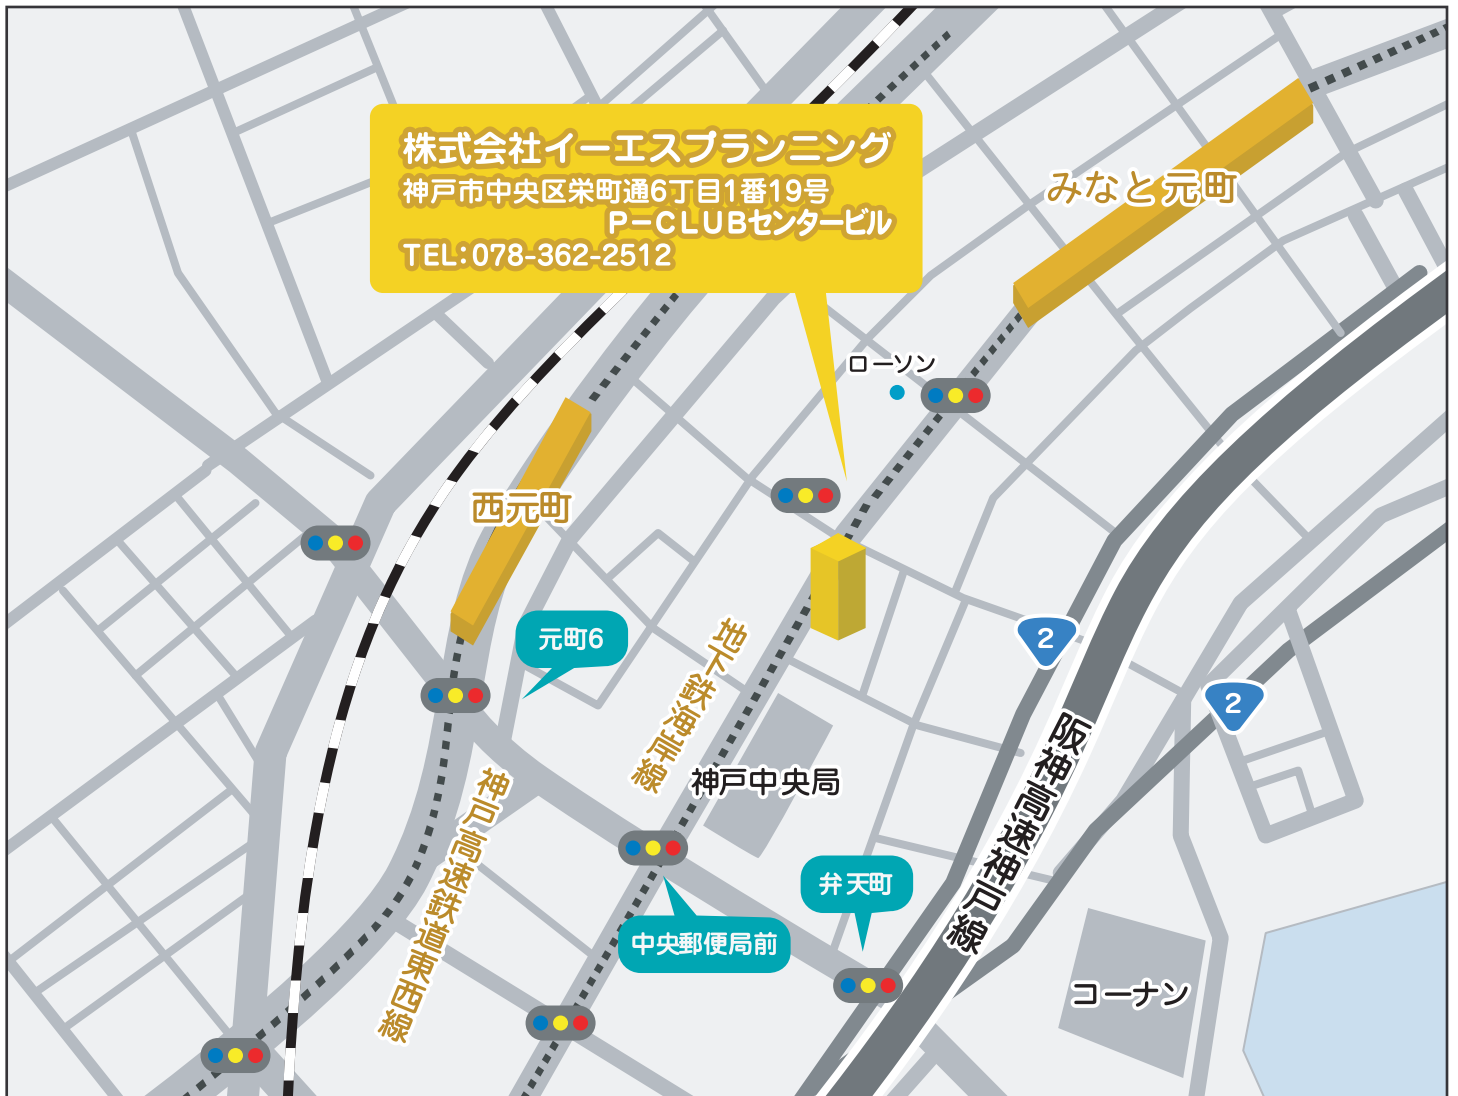 株式会社イーエスプランニング
神戸市中央区栄町通6丁目1番19号
P−CLUBセンタービル
TEL:078-362-2512
みなと元町
ローソン
西元町
元町6
地下鉄海岸線
2
2
阪神高速神戸線
神戸中央局
神戸高速鉄道東西線
弁天町
中央郵便局前
コーナン